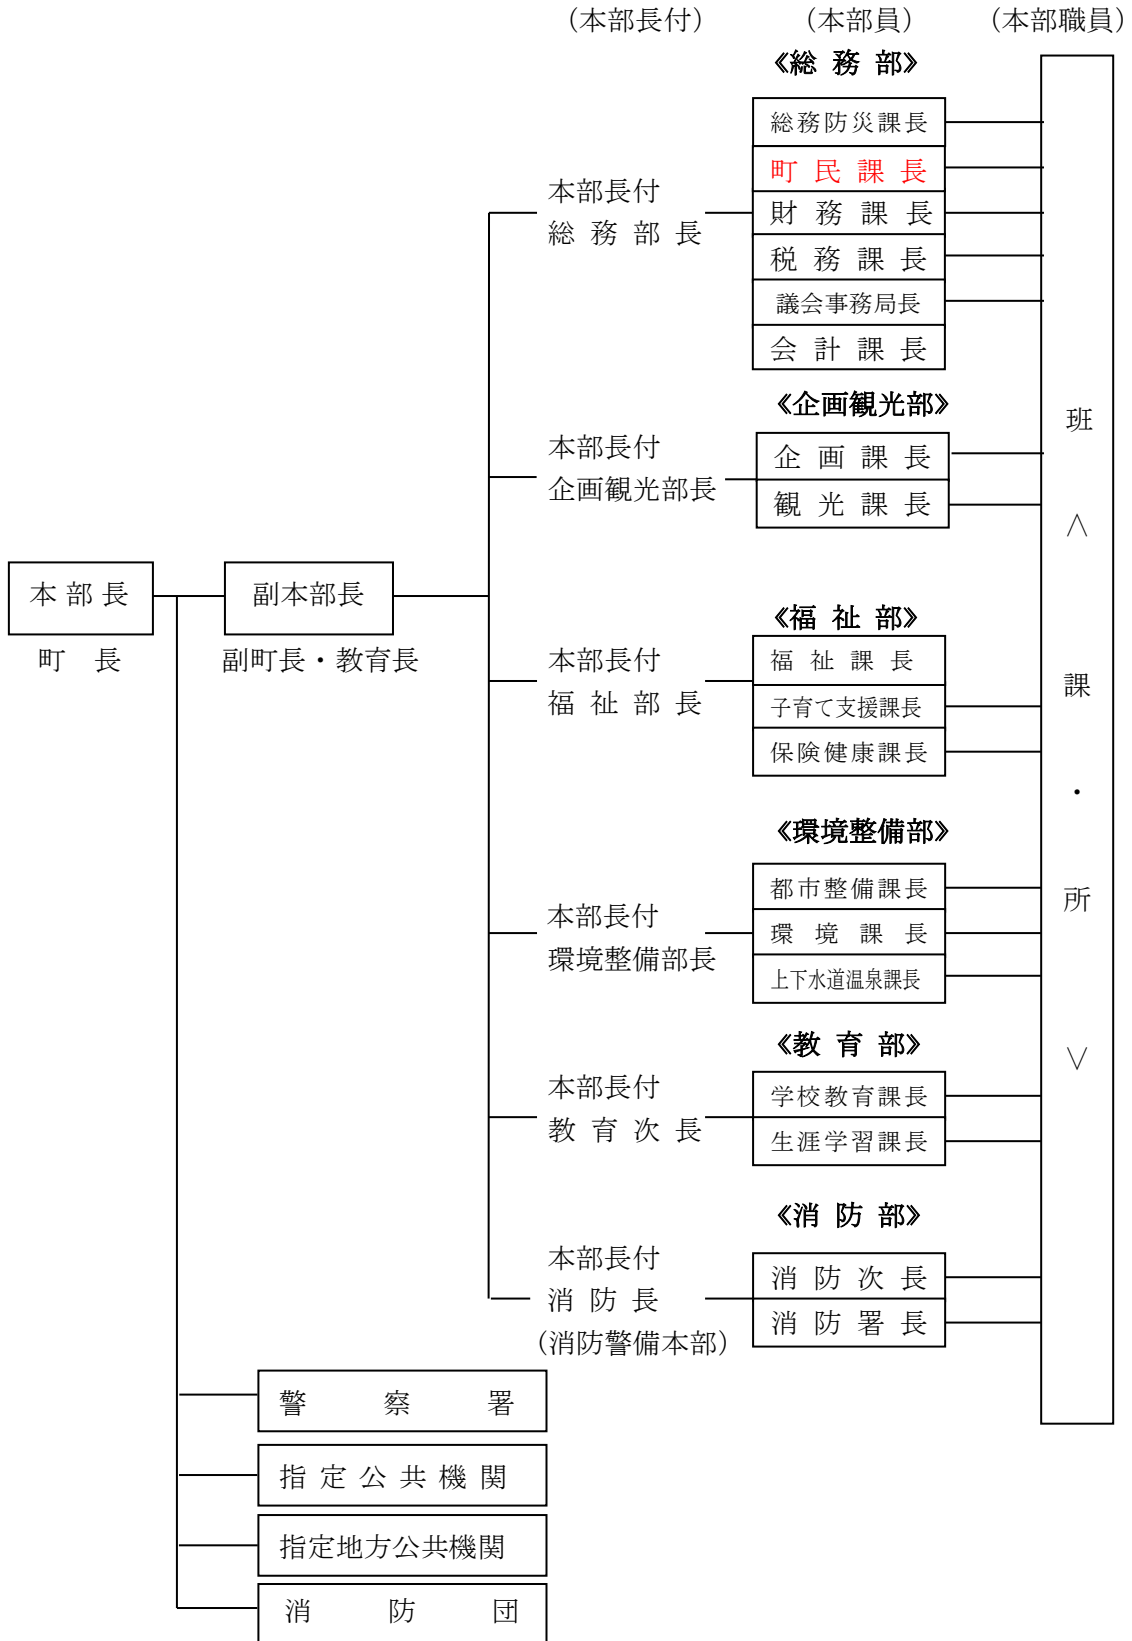 （本部長付） （本部員） （本部職員）
《総 務 部》
総務防災課長
町 民 課 長
本部長付
総 務 部 長
財 務 課 長
税 務 課 長
議会事務局長
会 計 課 長
《企画観光部》
本部長付
企画観光部長
企 画 課 長
観 光 課 長
本 部 長
町 長
副本部長
副町長・教育長
《福 祉 部》
本部長付
福 祉 部 長
福 祉 課 長
子育て支援課長
保険健康課長
《環境整備部》
本部長付
環境整備部長
都市整備課長
環 境 課 長
上下水道温泉課長
《教 育 部》
本部長付
教 育 次 長
学校教育課長
生涯学習課長
《消 防 部》
本部長付
消 防 長
（消防警備本部）
消 防 次 長
消 防 署 長
班＜課・所＞
警 察 署
指 定 公 共 機 関
指定地方公共機関
消 防 団